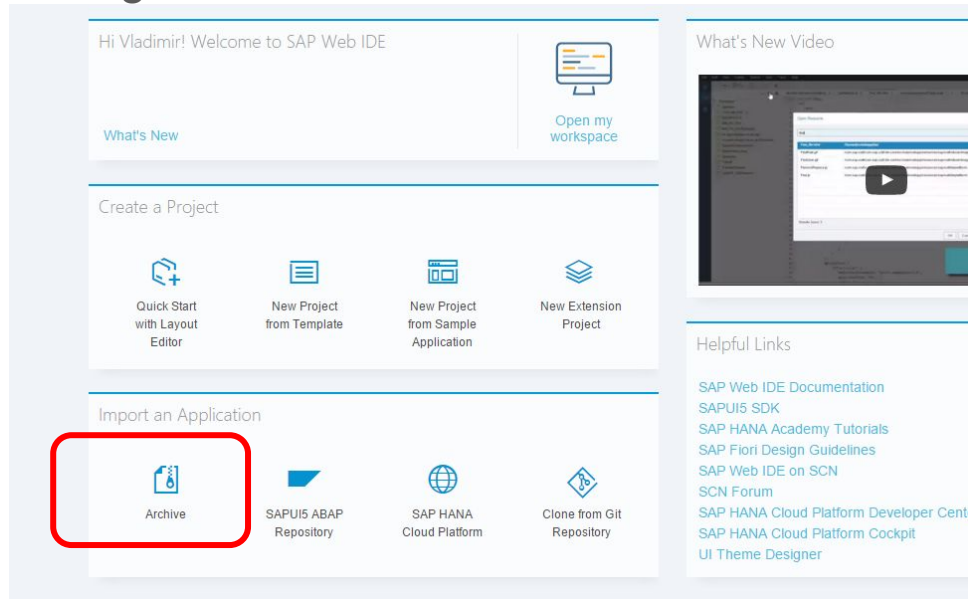 Hi Vladimir! Welcome to SAP Web IDE
What's New
Open my
workspace
Create a Project
Quick Start
with Layout
Editor
New Project
from Template
New Project
from Sample
Application
New Extension
Project
Import an Application
Archive
SAPUI5 ABAP
Repository
SAP HANA
Cloud Platform
Clone from Git
Repository
What's New Video
Helpful Links
SAP Web IDE Documentation
SAPUI5 SDK
SAP HANA Academy Tutorials
SAP Fiori Design Guidelines
SAP Web IDE on SCN
SCN Forum
SAP HANA Cloud Platform Developer Cent
SAP HANA Cloud Platform Cockpit
UI Theme Designer